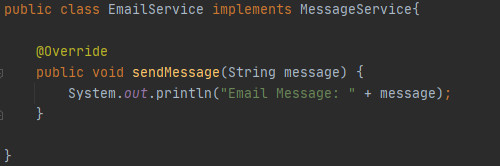 public class EmailService implements MessageService{
@Override
public void sendMessage(String message) {
System.out.println("Email Message: " + message);
}
}